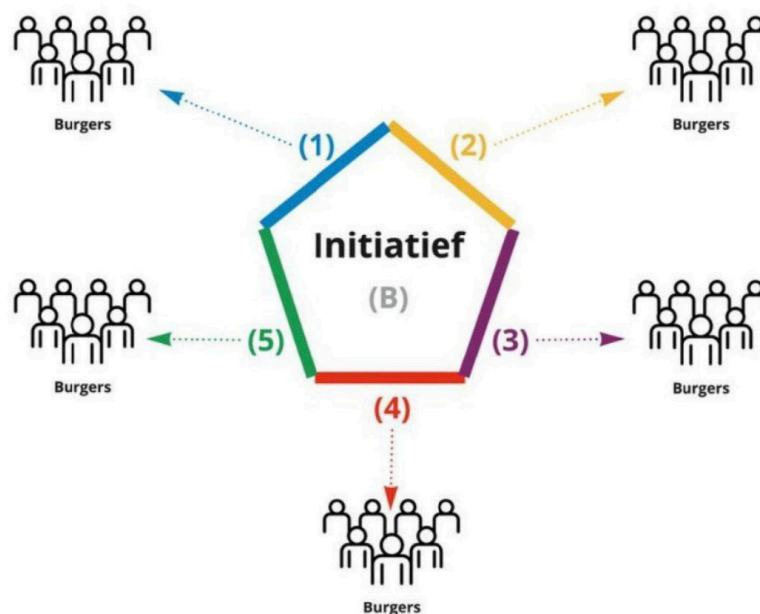 Burgers
Burgers
(1)
(2)
Initiatief
(B)
(5)
(3)
Burgers
Burgers
(4)
Burgers